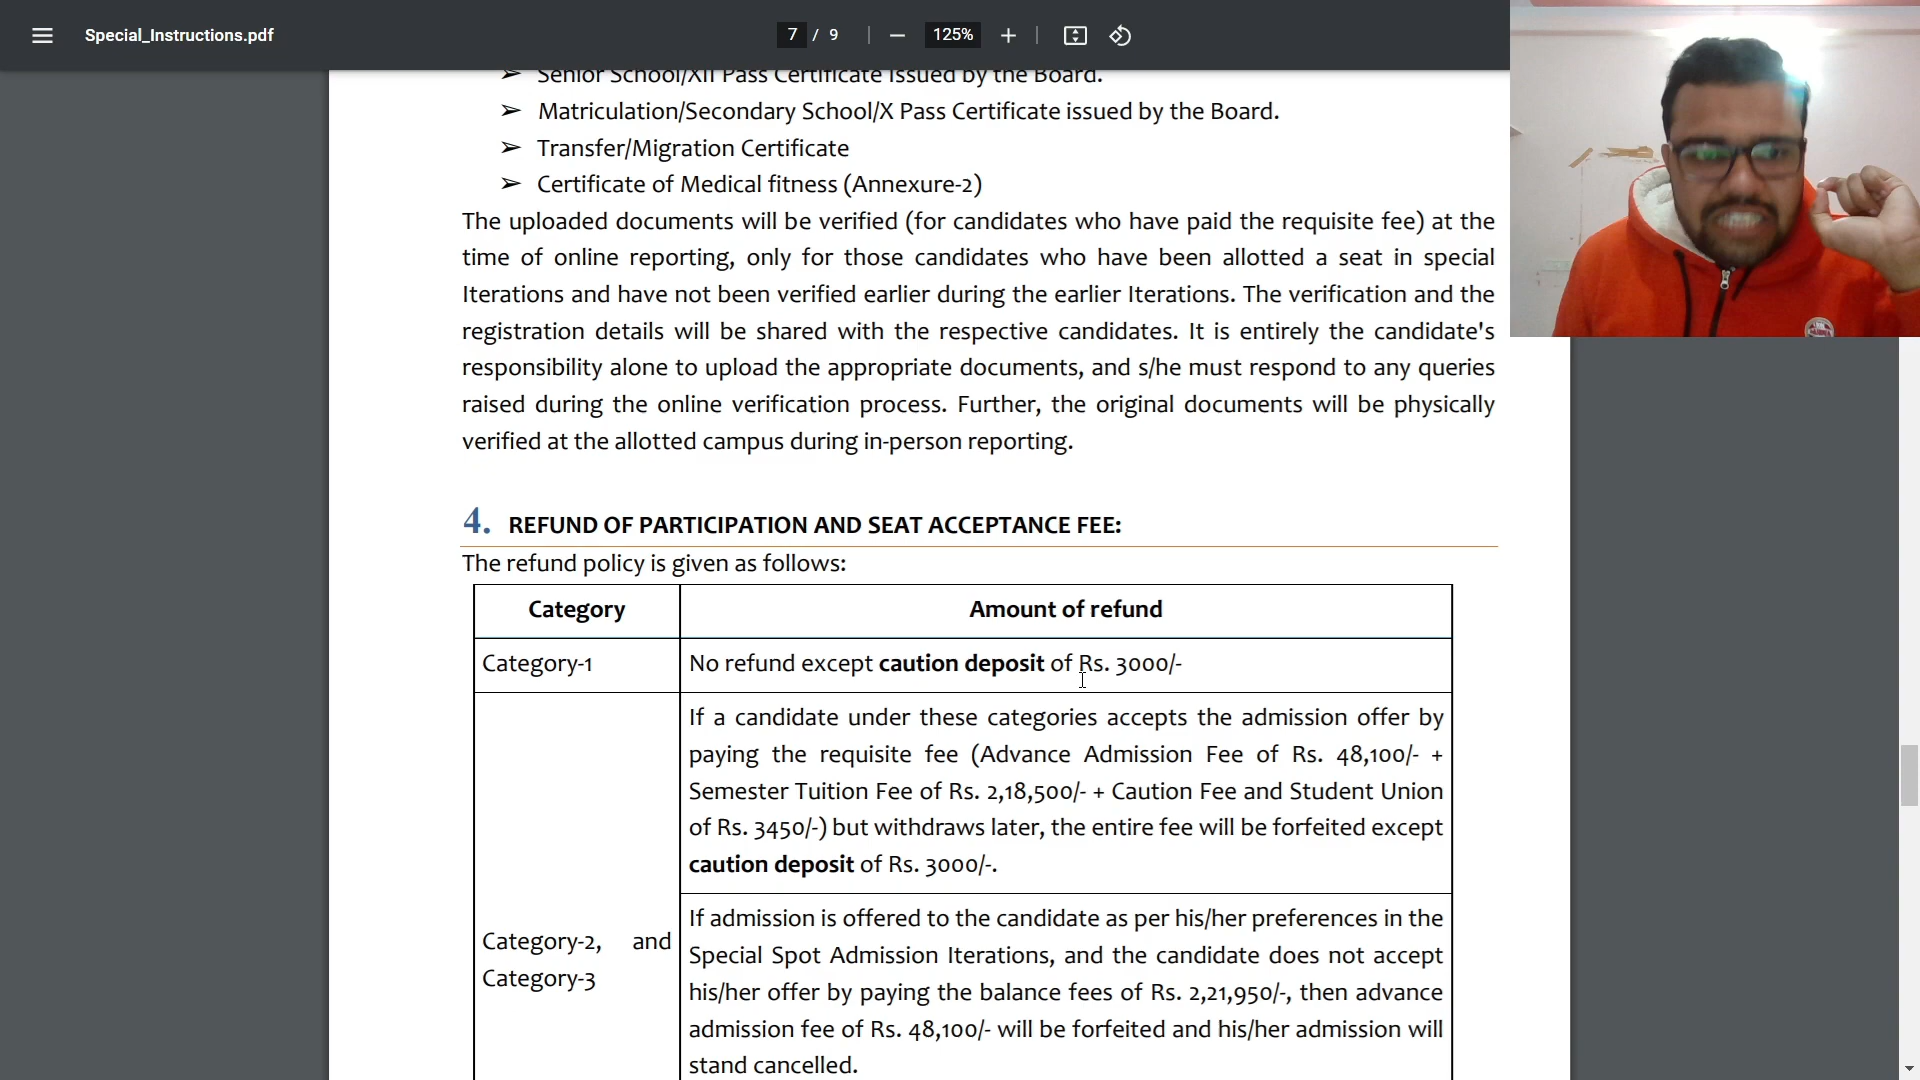 Special_Instructions.pdf
7 / 9
125%
➢ Senior School/XII Pass Certificate issued by the Board.
➢ Matriculation/Secondary School/X Pass Certificate issued by the Board.
➢ Transfer/Migration Certificate
➢ Certificate of Medical fitness (Annexure-2)
The uploaded documents will be verified (for candidates who have paid the requisite fee) at the
time of online reporting, only for those candidates who have been allotted a seat in special
Iterations and have not been verified earlier during the earlier Iterations. The verification and the
registration details will be shared with the respective candidates. It is entirely the candidate's
responsibility alone to upload the appropriate documents, and s/he must respond to any queries
raised during the online verification process. Further, the original documents will be physically
verified at the allotted campus during in-person reporting.
4. REFUND OF PARTICIPATION AND SEAT ACCEPTANCE FEE:
The refund policy is given as follows:
Category
Amount of refund
Category-1
No refund except caution deposit of Rs. 3000/-
If a candidate under these categories accepts the admission offer by
paying the requisite fee (Advance Admission Fee of Rs. 48,100/- +
Semester Tuition Fee of Rs. 2,18,500/- + Caution Fee and Student Union
of Rs. 3450/-) but withdraws later, the entire fee will be forfeited except
caution deposit of Rs. 3000/-.
Category-2, and
Category-3
If admission is offered to the candidate as per his/her preferences in the
Special Spot Admission Iterations, and the candidate does not accept
his/her offer by paying the balance fees of Rs. 2,21,950/-, then advance
admission fee of Rs. 48,100/- will be forfeited and his/her admission will
stand cancelled.